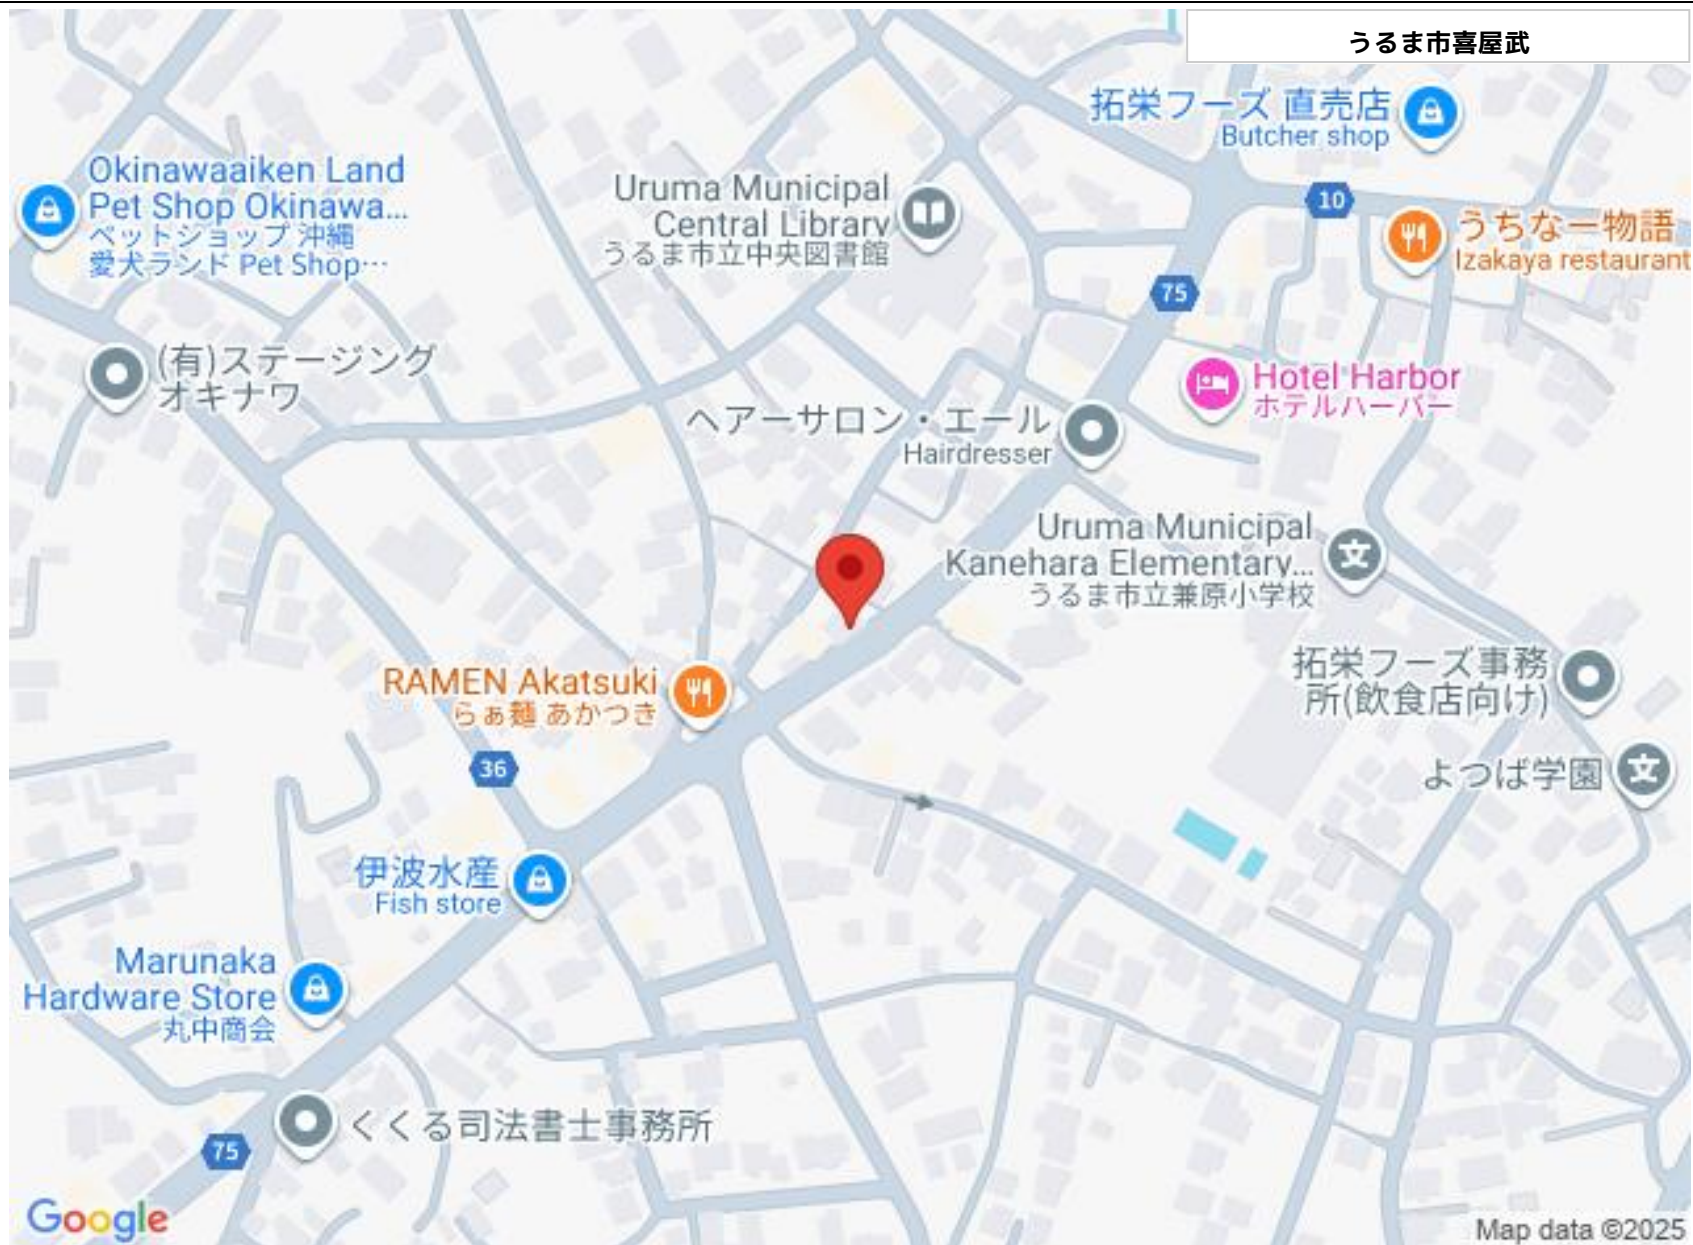 うるま市喜屋武
拓栄フーズ 直売店
Butcher shop
Okinawaaiken Land
Pet Shop Okinawa...
ペットショップ 沖縄
愛犬ランド Pet Shop…
Uruma Municipal
Central Library
うるま市立中央図書館
10
うちなー物語
Izakaya restaurant
75
(有)ステージング
オキナワ
Hotel Harbor
ホテルハーバー
ヘアーサロン・エール
Hairdresser
Uruma Municipal
Kanehara Elementary...
うるま市立兼原小学校
文
RAMEN Akatsuki
らぁ麺 あかつき
拓栄フーズ事務
所(飲食店向け)
36
よつば学園
文
伊波水産
Fish store
Marunaka
Hardware Store
丸中商会
くくる司法書士事務所
75
Google
Map data ©2025